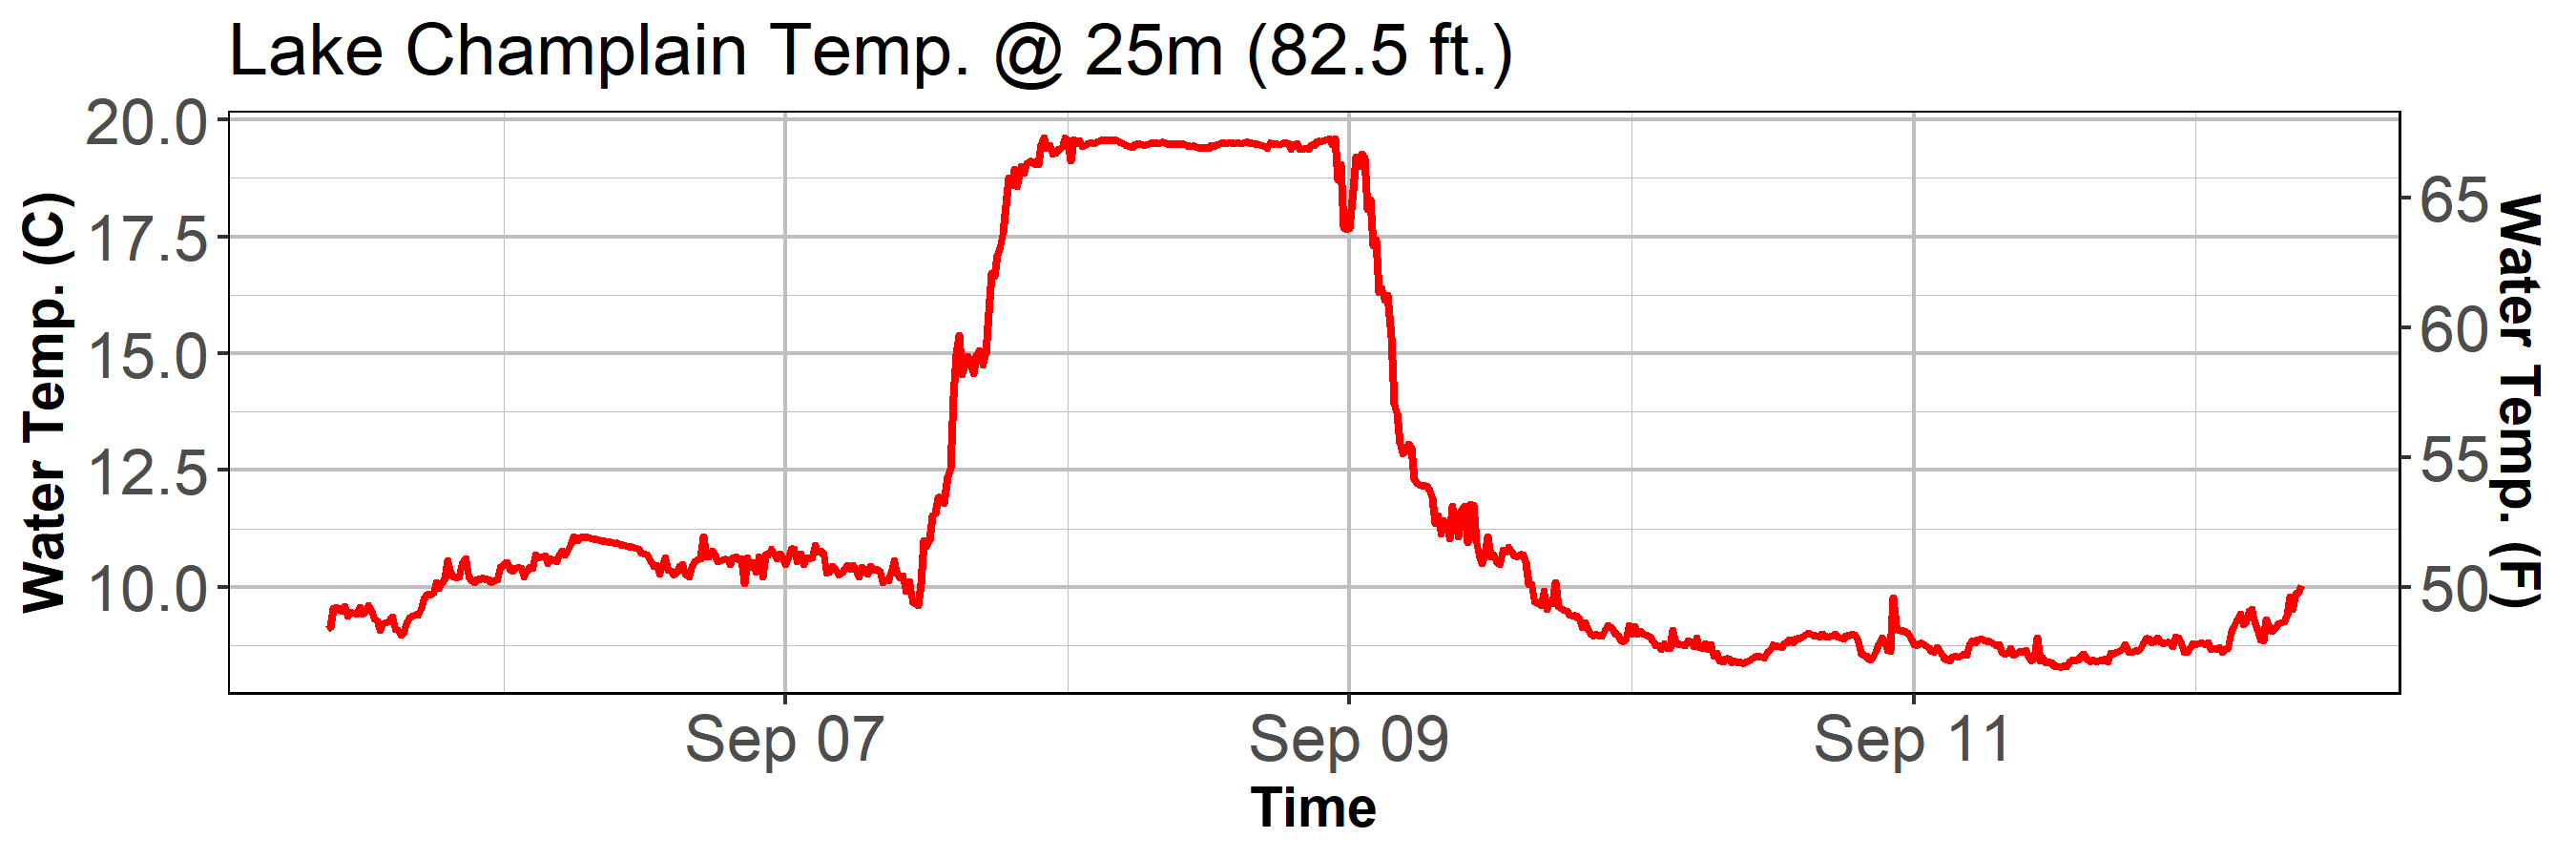 Lake Champlain Temp. @ 25m (82.5 ft.)
Water Temp. (C)
20.0
17.5
15.0
12.5
10.0
65
60
55
50
Water Temp. (F)
Sep 07
Sep 09
Sep 11
Time